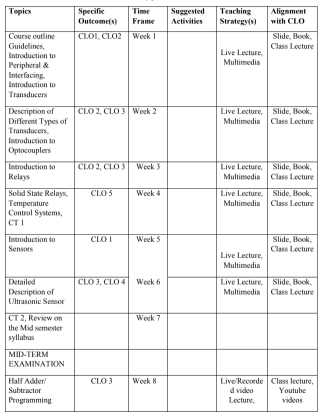 Topics Specific Outcome(s) Time Frame Suggested Activities Teaching Strategy(s) Alignment with CLO
Course outline Guidelines, Introduction to Peripheral & Interfacing, Introduction to Transducers CLO1, CLO2 Week 1 Live Lecture, Multimedia Slide, Book, Class Lecture
Description of Different Types of Transducers, Introduction to Optocouplers CLO 2, CLO 3 Week 2 Live Lecture, Multimedia Slide, Book, Class Lecture
Introduction to Relays CLO 2, CLO 3 Week 3 Live Lecture, Multimedia Slide, Book, Class Lecture
Solid State Relays, Temperature Control Systems, CT 1 CLO 5 Week 4 Live Lecture, Multimedia Slide, Book, Class Lecture
Introduction to Sensors CLO 1 Week 5 Live Lecture, Multimedia Slide, Book, Class Lecture
Detailed Description of Ultrasonic Sensor CLO 3, CLO 4 Week 6 Live Lecture, Multimedia Slide, Book, Class Lecture
CT 2, Review on the Mid semester syllabus Week 7
MID-TERM EXAMINATION
Half Adder/ Subtractor Programming CLO 3 Week 8 Live/Recorde d video Lecture, Class lecture, Youtube videos